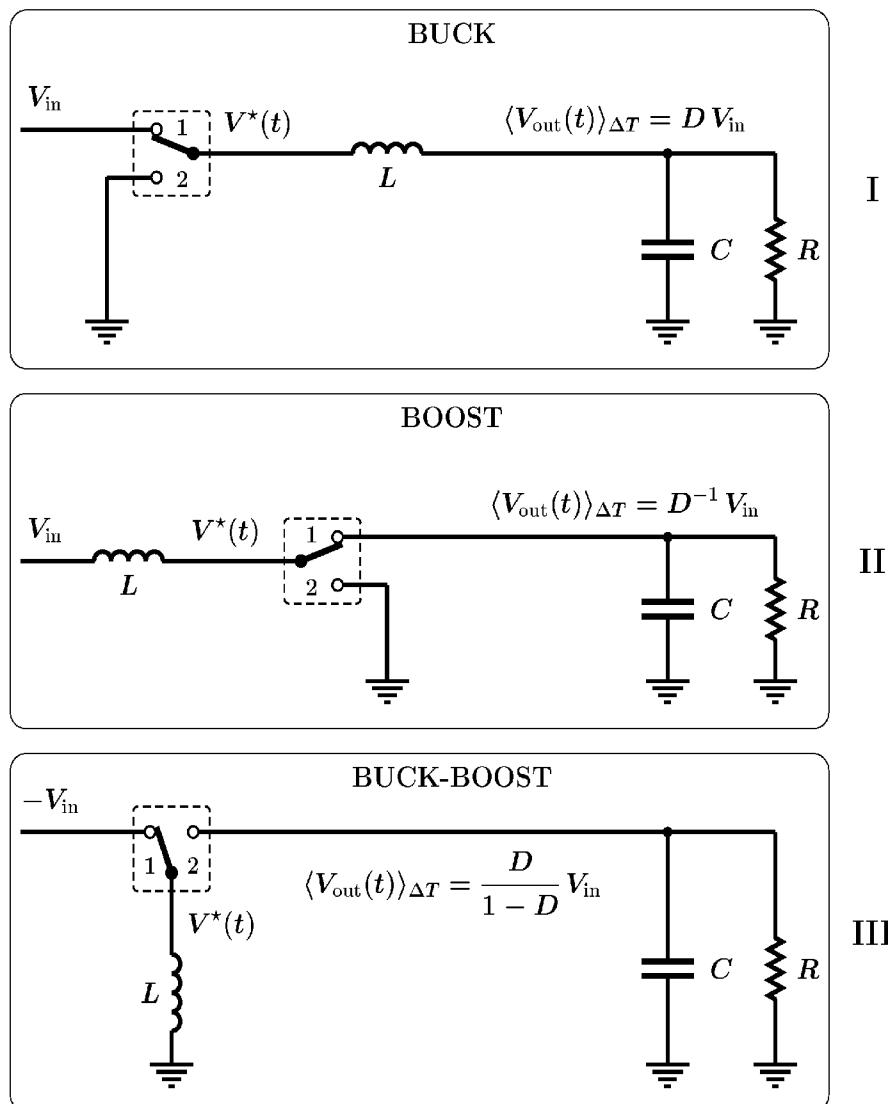 BUCK
V_in
1
V*(t)
⟨V_out(t)⟩_ΔT = D V_in
2
L
C
R
I
BOOST
V_in
V*(t)
1
⟨V_out(t)⟩_ΔT = D^-1 V_in
L
2
C
R
II
BUCK-BOOST
-V_in
1 2
⟨V_out(t)⟩_ΔT = D/(1 - D) V_in
V*(t)
L
C
R
III